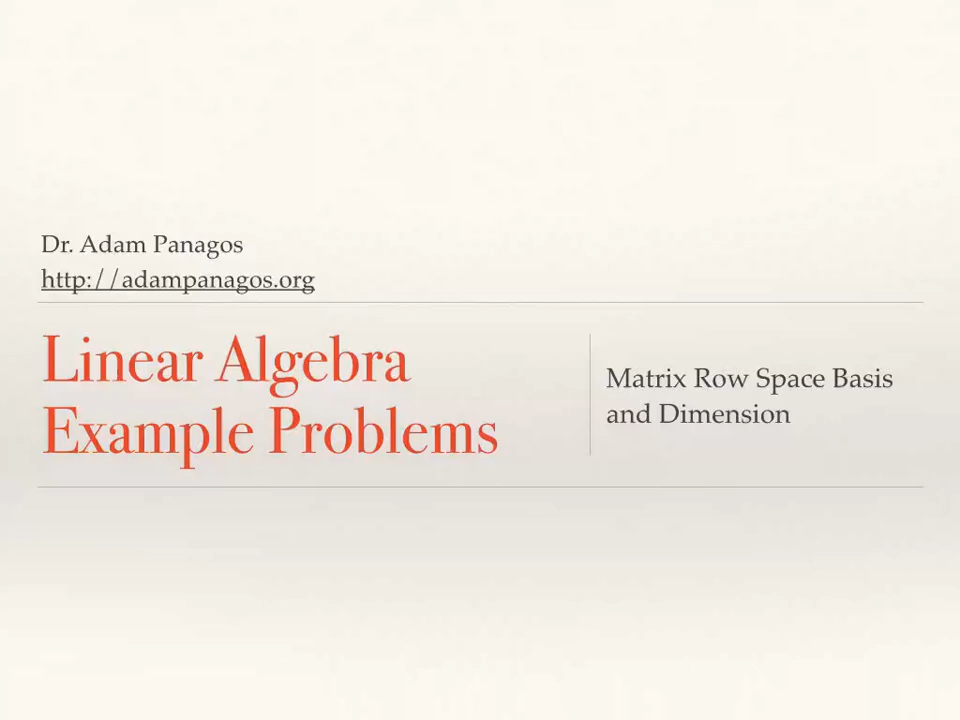 Dr. Adam Panagos
http://adampanagos.org
Linear Algebra
Example Problems
Matrix Row Space Basis
and Dimension